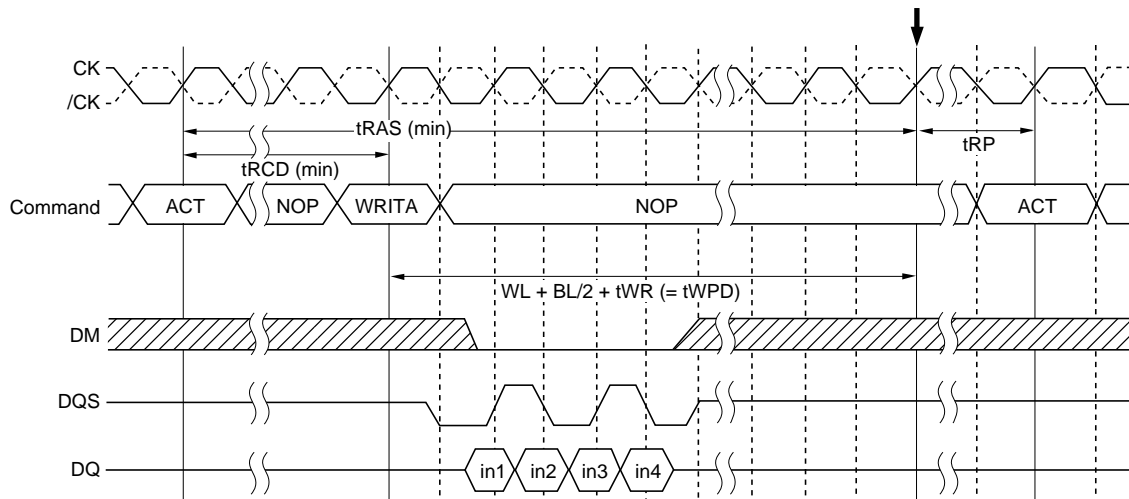 CK
/CK
tRAS (min)
tRP
tRCD (min)
Command
ACT
NOP
WRITA
NOP
ACT
WL + BL/2 + tWR (= tWPD)
DM
DQS
DQ
in1
in2
in3
in4